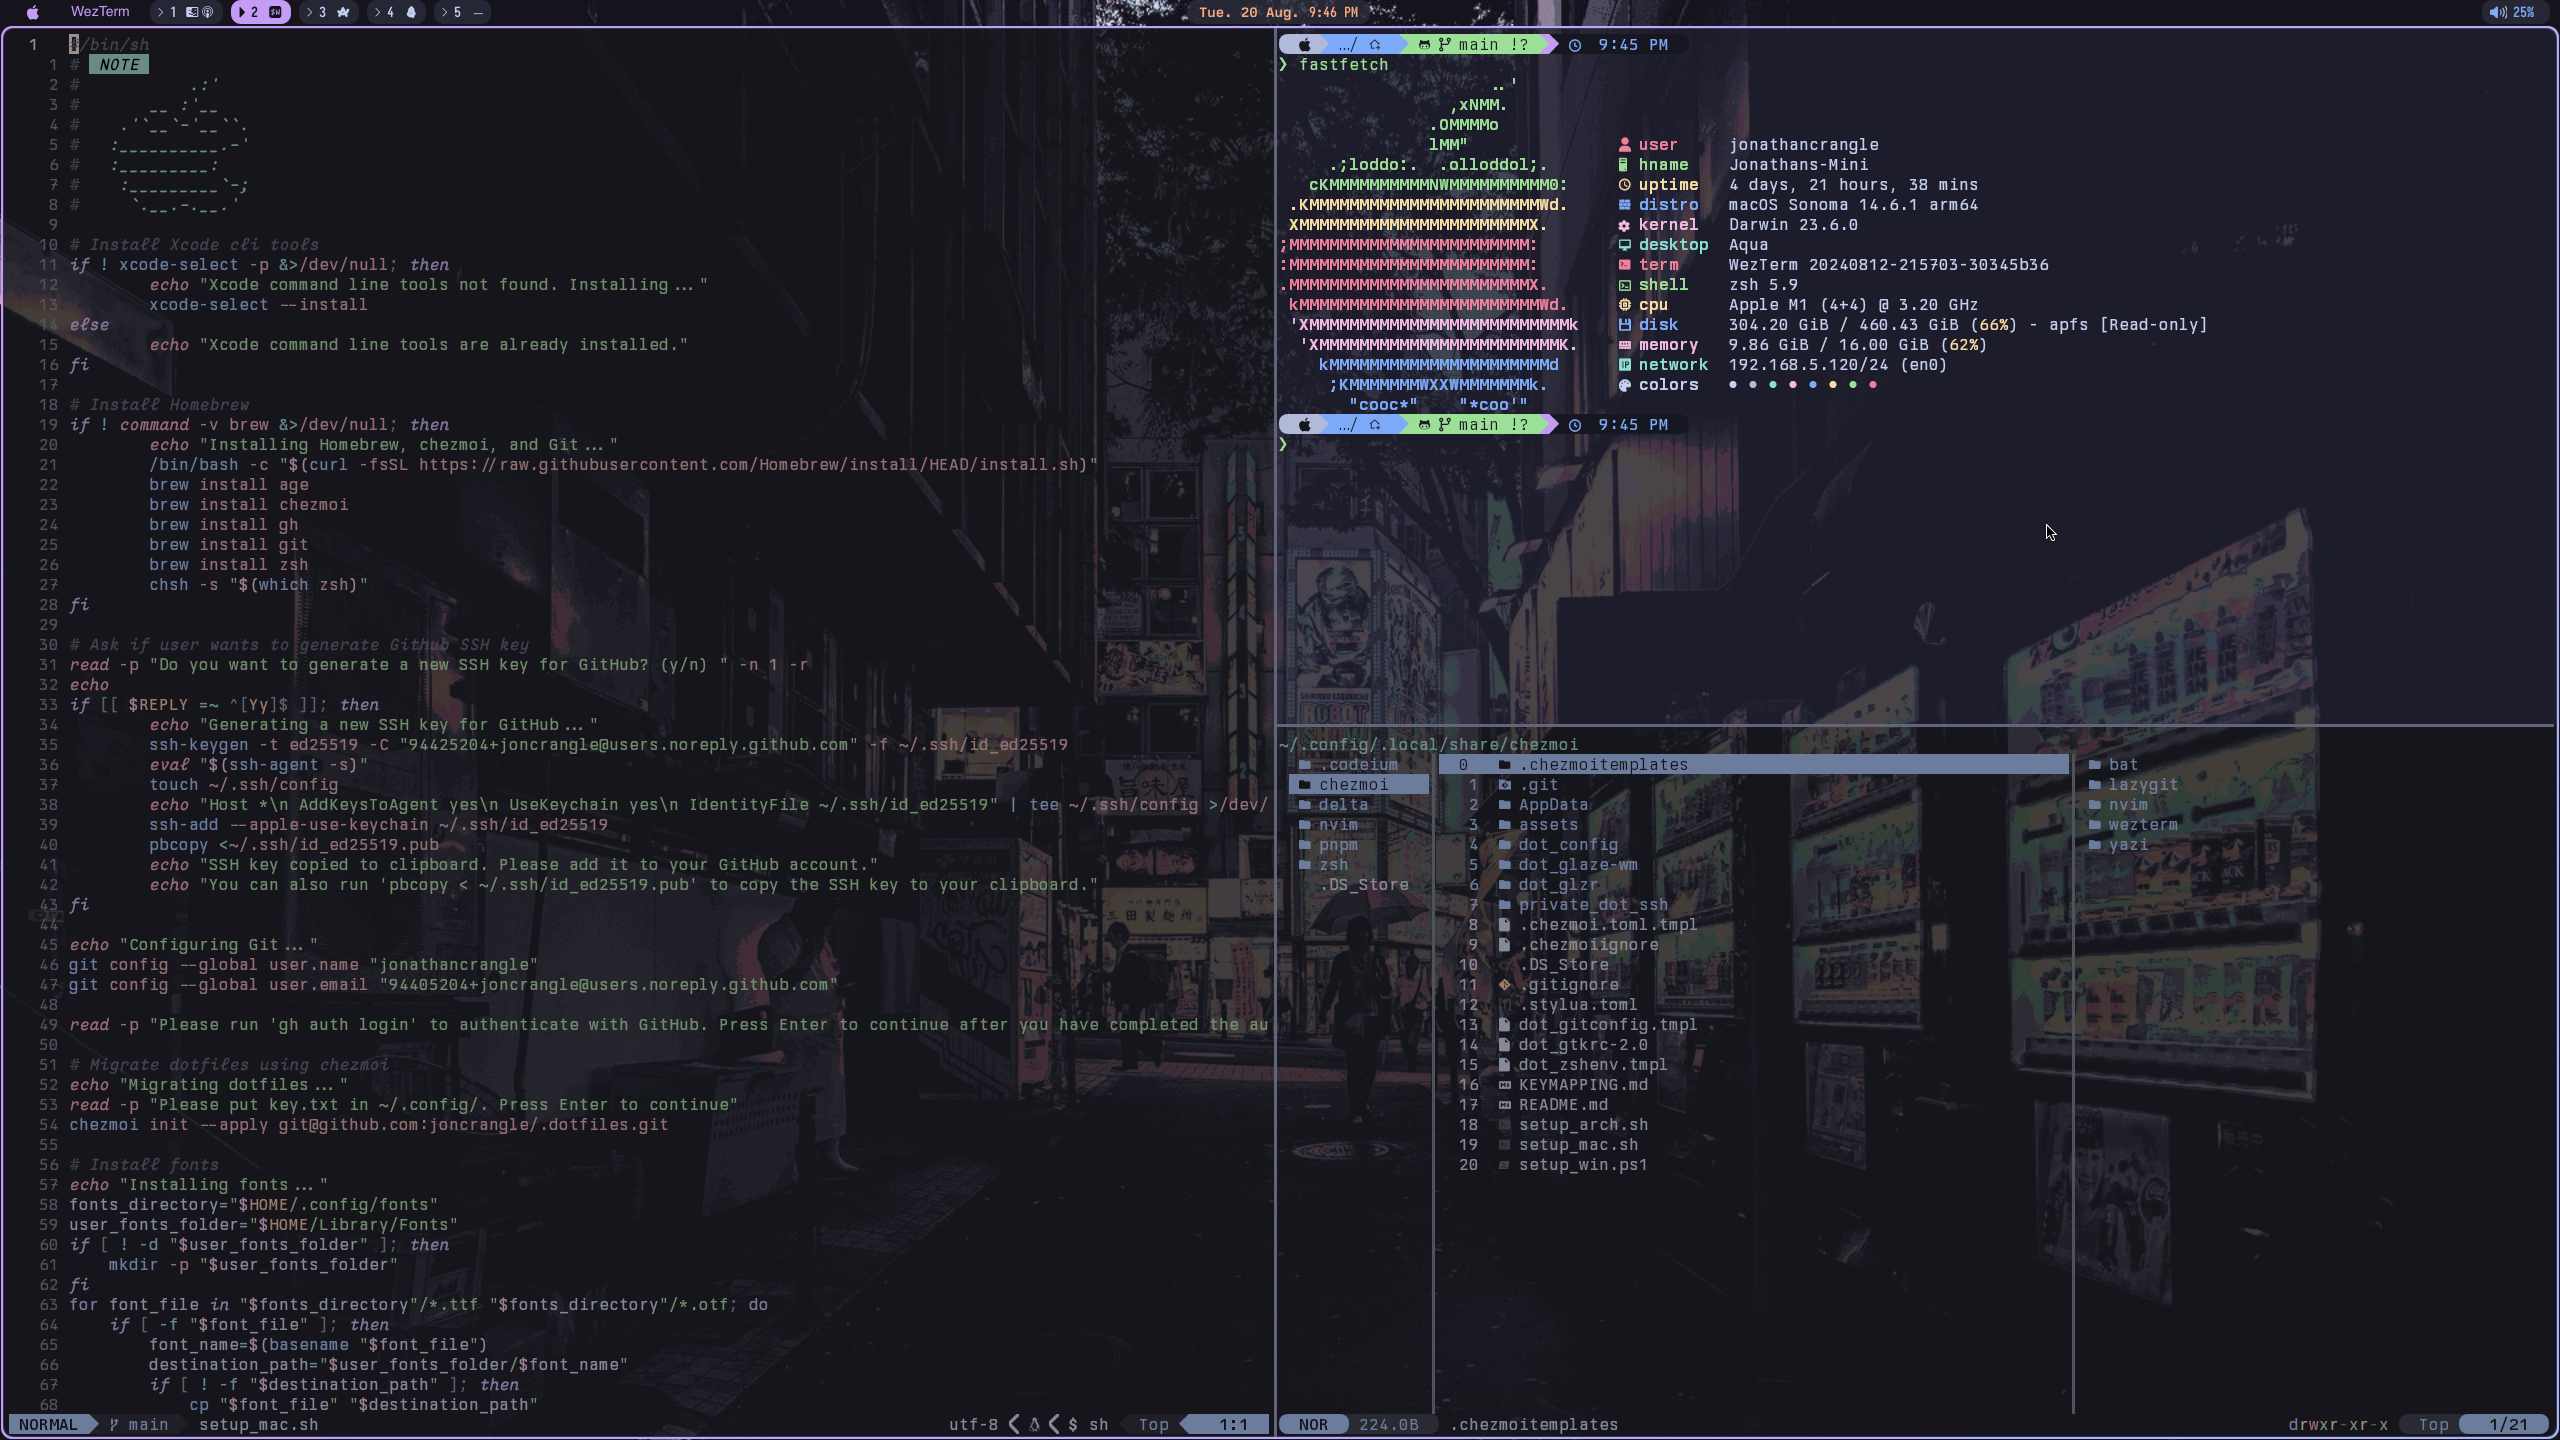 WezTerm > 1 2 > 3 > 4 > 5 — Tue. 20 Aug. 9:46 PM 25%
1 #/bin/sh
1 # NOTE
2 # .:'
3 # __ :'__
4 # .'`__`-'__``.
5 # :__________.-'
6 # :_________:
7 # :_________`-;
8 # `.__.-.__.'
9
10 # Install Xcode cli tools
11 if ! xcode-select -p &>/dev/null; then
12 echo "Xcode command line tools not found. Installing..."
13 xcode-select --install
14 else
15 echo "Xcode command line tools are already installed."
16 fi
17
18 # Install Homebrew
19 if ! command -v brew &>/dev/null; then
20 echo "Installing Homebrew, chezmoi, and Git..."
21 /bin/bash -c "$(curl -fsSL https://raw.githubusercontent.com/Homebrew/install/HEAD/install.sh)"
22 brew install age
23 brew install chezmoi
24 brew install gh
25 brew install git
26 brew install zsh
27 chsh -s "$(which zsh)"
28 fi
29
30 # Ask if user wants to generate Github SSH key
31 read -p "Do you want to generate a new SSH key for GitHub? (y/n) " -n 1 -r
32 echo
33 if [[ $REPLY =~ ^[Yy]$ ]]; then
34 echo "Generating a new SSH key for GitHub..."
35 ssh-keygen -t ed25519 -C "94425204+joncrangle@users.noreply.github.com" -f ~/.ssh/id_ed25519
36 eval "$(ssh-agent -s)"
37 touch ~/.ssh/config
38 echo "Host *\n AddKeysToAgent yes\n UseKeychain yes\n IdentityFile ~/.ssh/id_ed25519" | tee ~/.ssh/config >/dev/
39 ssh-add --apple-use-keychain ~/.ssh/id_ed25519
40 pbcopy <~/.ssh/id_ed25519.pub
41 echo "SSH key copied to clipboard. Please add it to your GitHub account."
42 echo "You can also run 'pbcopy < ~/.ssh/id_ed25519.pub' to copy the SSH key to your clipboard."
43 fi
44
45 echo "Configuring Git..."
46 git config --global user.name "jonathancrangle"
47 git config --global user.email "94405204+joncrangle@users.noreply.github.com"
48
49 read -p "Please run 'gh auth login' to authenticate with GitHub. Press Enter to continue after you have completed the au
50
51 # Migrate dotfiles using chezmoi
52 echo "Migrating dotfiles..."
53 read -p "Please put key.txt in ~/.config/. Press Enter to continue"
54 chezmoi init --apply git@github.com:joncrangle/.dotfiles.git
55
56 # Install fonts
57 echo "Installing fonts..."
58 fonts_directory="$HOME/.config/fonts"
59 user_fonts_folder="$HOME/Library/Fonts"
60 if [ ! -d "$user_fonts_folder" ]; then
61 mkdir -p "$user_fonts_folder"
62 fi
63 for font_file in "$fonts_directory"/*.ttf "$fonts_directory"/*.otf; do
64 if [ -f "$font_file" ]; then
65 font_name=$(basename "$font_file")
66 destination_path="$user_fonts_folder/$font_name"
67 if [ ! -f "$destination_path" ]; then
68 cp "$font_file" "$destination_path"
NORMAL main setup_mac.sh utf-8 $ sh Top 1:1
…/ main !? 9:45 PM
❯ fastfetch
..'
,xNMM.
.OMMMMo
lMM"
.;loddo:. .olloddol;.
cKMMMMMMMMMMNWMMMMMMMMMM0:
.KMMMMMMMMMMMMMMMMMMMMMMMWd.
XMMMMMMMMMMMMMMMMMMMMMMMX.
;MMMMMMMMMMMMMMMMMMMMMMMM:
:MMMMMMMMMMMMMMMMMMMMMMMM:
.MMMMMMMMMMMMMMMMMMMMMMMMX.
kMMMMMMMMMMMMMMMMMMMMMMMMWd.
'XMMMMMMMMMMMMMMMMMMMMMMMMMMk
'XMMMMMMMMMMMMMMMMMMMMMMMMK.
kMMMMMMMMMMMMMMMMMMMMMMd
;KMMMMMMMWXXWMMMMMMMk.
"cooc*" "*coo'"
user jonathancrangle
hname Jonathans-Mini
uptime 4 days, 21 hours, 38 mins
distro macOS Sonoma 14.6.1 arm64
kernel Darwin 23.6.0
desktop Aqua
term WezTerm 20240812-215703-30345b36
shell zsh 5.9
cpu Apple M1 (4+4) @ 3.20 GHz
disk 304.20 GiB / 460.43 GiB (66%) - apfs [Read-only]
memory 9.86 GiB / 16.00 GiB (62%)
network 192.168.5.120/24 (en0)
colors
…/ main !? 9:45 PM
❯
~/.config/.local/share/chezmoi
.codeium
chezmoi
delta
nvim
pnpm
zsh
.DS_Store
0 .chezmoitemplates
1 .git
2 AppData
3 assets
4 dot_config
5 dot_glaze-wm
6 dot_glzr
7 private_dot_ssh
8 .chezmoi.toml.tmpl
9 .chezmoiignore
10 .DS_Store
11 .gitignore
12 .stylua.toml
13 dot_gitconfig.tmpl
14 dot_gtkrc-2.0
15 dot_zshenv.tmpl
16 KEYMAPPING.md
17 README.md
18 setup_arch.sh
19 setup_mac.sh
20 setup_win.ps1
bat
lazygit
nvim
wezterm
yazi
NOR 224.0B .chezmoitemplates drwxr-xr-x Top 1/21
ROBOT
三田製麺所